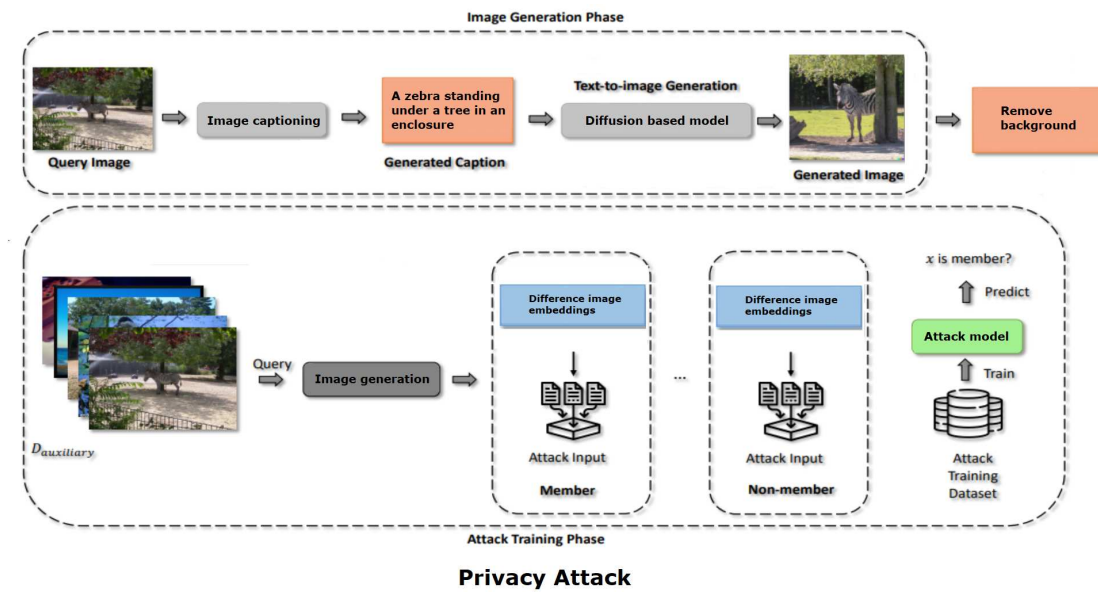 Image Generation Phase
Query Image
Image captioning
A zebra standing
under a tree in an
enclosure
Generated Caption
Text-to-image Generation
Diffusion based model
Generated Image
Remove
background
D_auxiliary
Query
Image generation
Difference image
embeddings
Attack Input
Member
...
Difference image
embeddings
Attack Input
Non-member
x is member?
Predict
Attack model
Train
Attack
Training
Dataset
Attack Training Phase
Privacy Attack